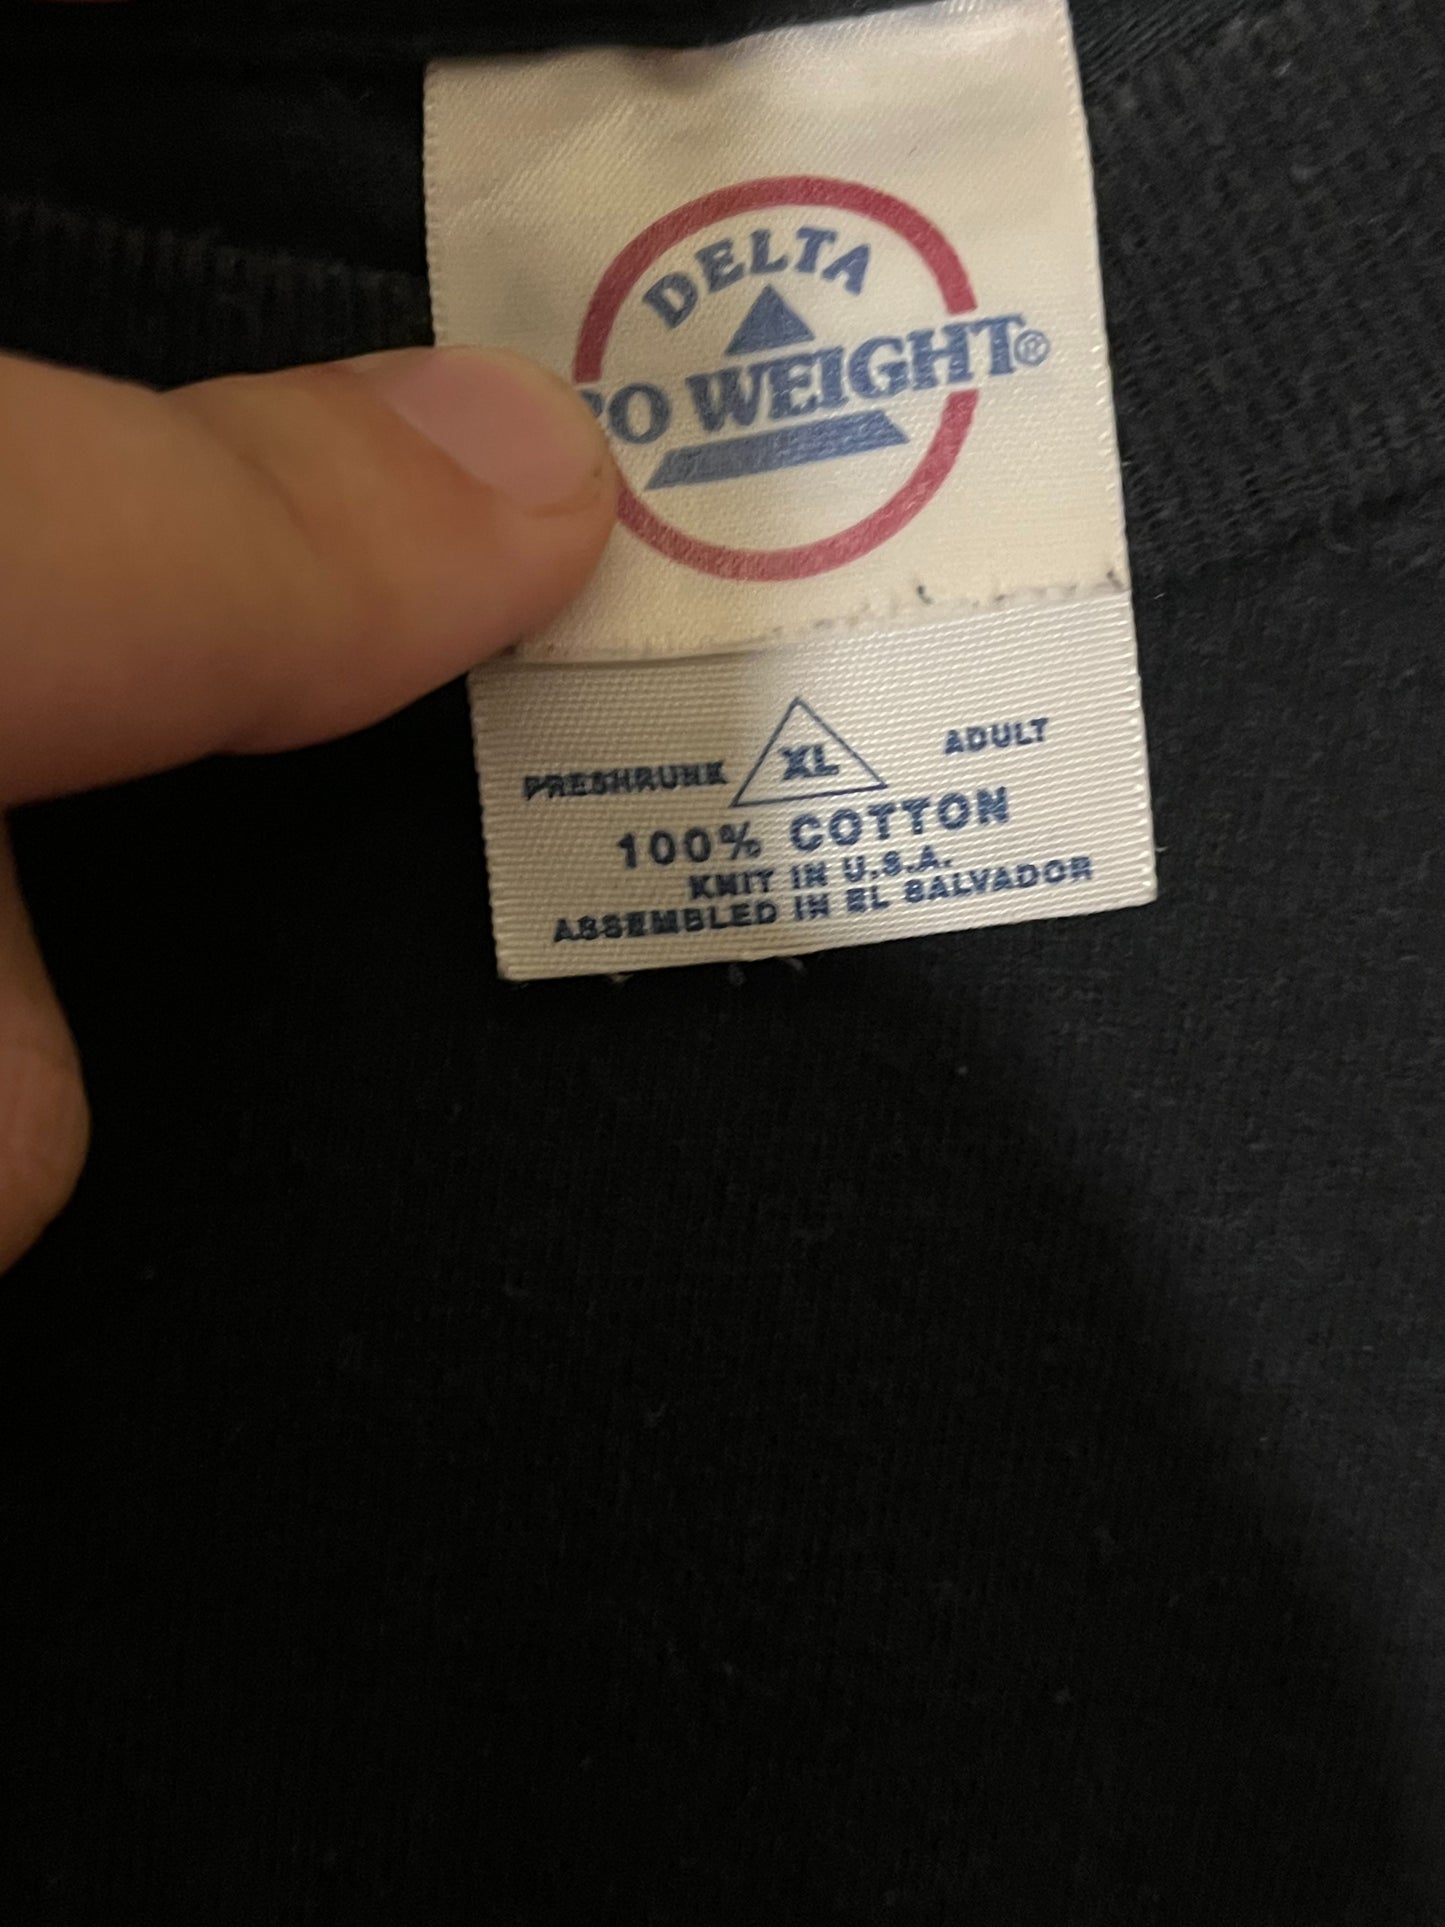 DELTA
O WEIGHT®
PRESHRUNK XL ADULT
100% COTTON
KNIT IN U.S.A.
ASSEMBLED IN EL SALVADOR